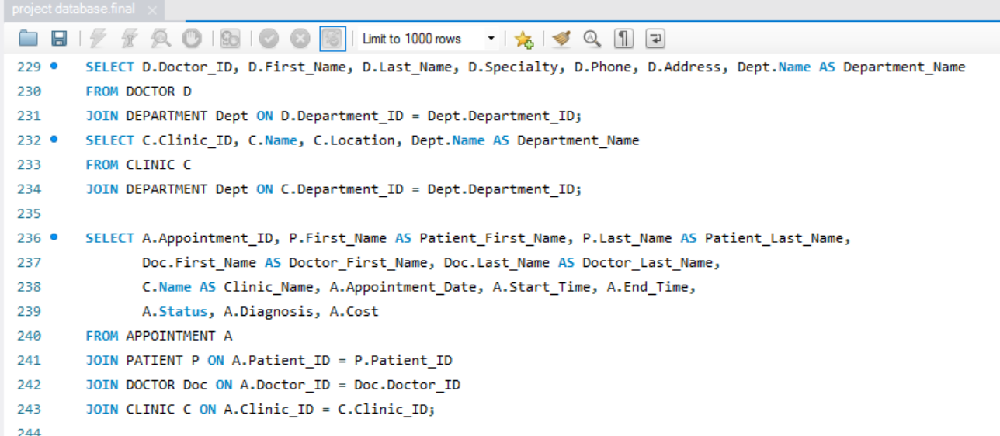 project database.final ×
Limit to 1000 rows
229 SELECT D.Doctor_ID, D.First_Name, D.Last_Name, D.Specialty, D.Phone, D.Address, Dept.Name AS Department_Name
230 FROM DOCTOR D
231 JOIN DEPARTMENT Dept ON D.Department_ID = Dept.Department_ID;
232 SELECT C.Clinic_ID, C.Name, C.Location, Dept.Name AS Department_Name
233 FROM CLINIC C
234 JOIN DEPARTMENT Dept ON C.Department_ID = Dept.Department_ID;
235
236 SELECT A.Appointment_ID, P.First_Name AS Patient_First_Name, P.Last_Name AS Patient_Last_Name,
237 Doc.First_Name AS Doctor_First_Name, Doc.Last_Name AS Doctor_Last_Name,
238 C.Name AS Clinic_Name, A.Appointment_Date, A.Start_Time, A.End_Time,
239 A.Status, A.Diagnosis, A.Cost
240 FROM APPOINTMENT A
241 JOIN PATIENT P ON A.Patient_ID = P.Patient_ID
242 JOIN DOCTOR Doc ON A.Doctor_ID = Doc.Doctor_ID
243 JOIN CLINIC C ON A.Clinic_ID = C.Clinic_ID;
244